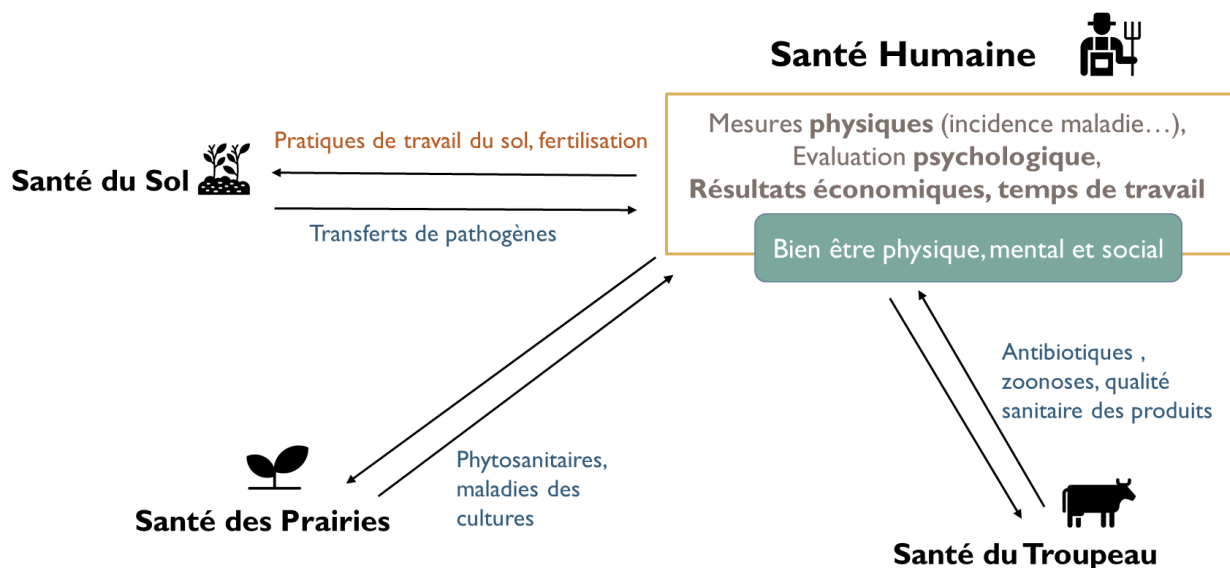 Santé Humaine
Mesures physiques (incidence maladie…),
Evaluation psychologique,
Résultats économiques, temps de travail
Bien être physique, mental et social
Pratiques de travail du sol, fertilisation
Santé du Sol
Transferts de pathogènes
Antibiotiques ,
zoonoses, qualité
sanitaire des produits
Phytosanitaires,
maladies des
cultures
Santé des Prairies
Santé du Troupeau